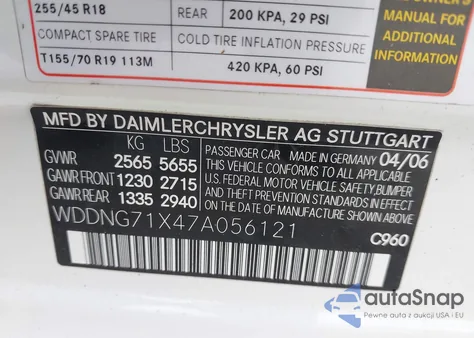 255/45 R18
REAR
200 KPA, 29 PSI
MANUAL FOR
ADDITIONAL
INFORMATION
COMPACT SPARE TIRE
COLD TIRE INFLATION PRESSURE
T155/70 R19 113M
420 KPA, 60 PSI
MFD BY DAIMLERCHRYSLER AG STUTTGART
KG LBS
GVWR 2565 5655
GAWR FRONT 1230 2715
GAWR REAR 1335 2940
PASSENGER CAR MADE IN GERMANY 04/06
THIS VEHICLE CONFORMS TO ALL APPLICABLE
U.S. FEDERAL MOTOR VEHICLE SAFETY, BUMPER
AND THEFT PREVENTION STANDARDS IN EFFECT
ON THE DATE OF MANUFACTURE SHOWN ABOVE
WDDNG71X47A056121
C960
autoSnap
Pewne auta z aukcji USA i EU